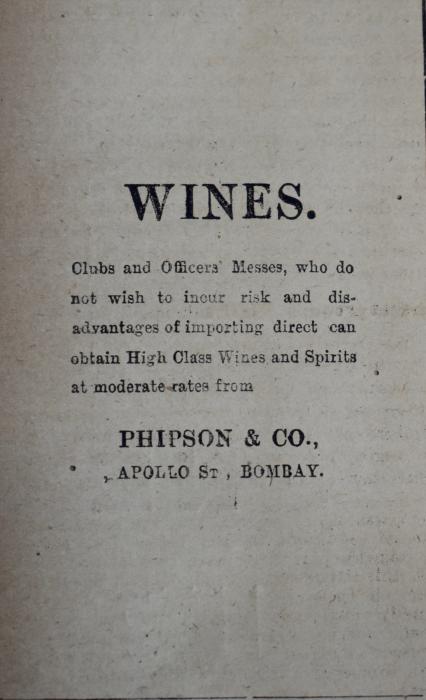 WINES.
Clubs and Officers' Messes, who do
not wish to incur risk and dis-
advantages of importing direct can
obtain High Class Wines and Spirits
at moderate rates from
PHIPSON & CO.,
APOLLO ST, BOMBAY.